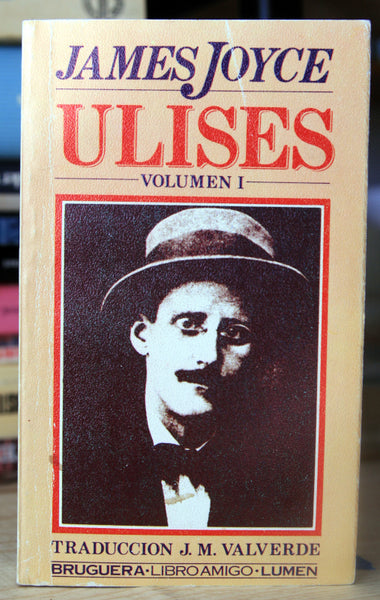 JAMES JOYCE
ULISES
VOLUMEN I
TRADUCCION J. M. VALVERDE
BRUGUERA·LIBRO AMIGO·LUMEN